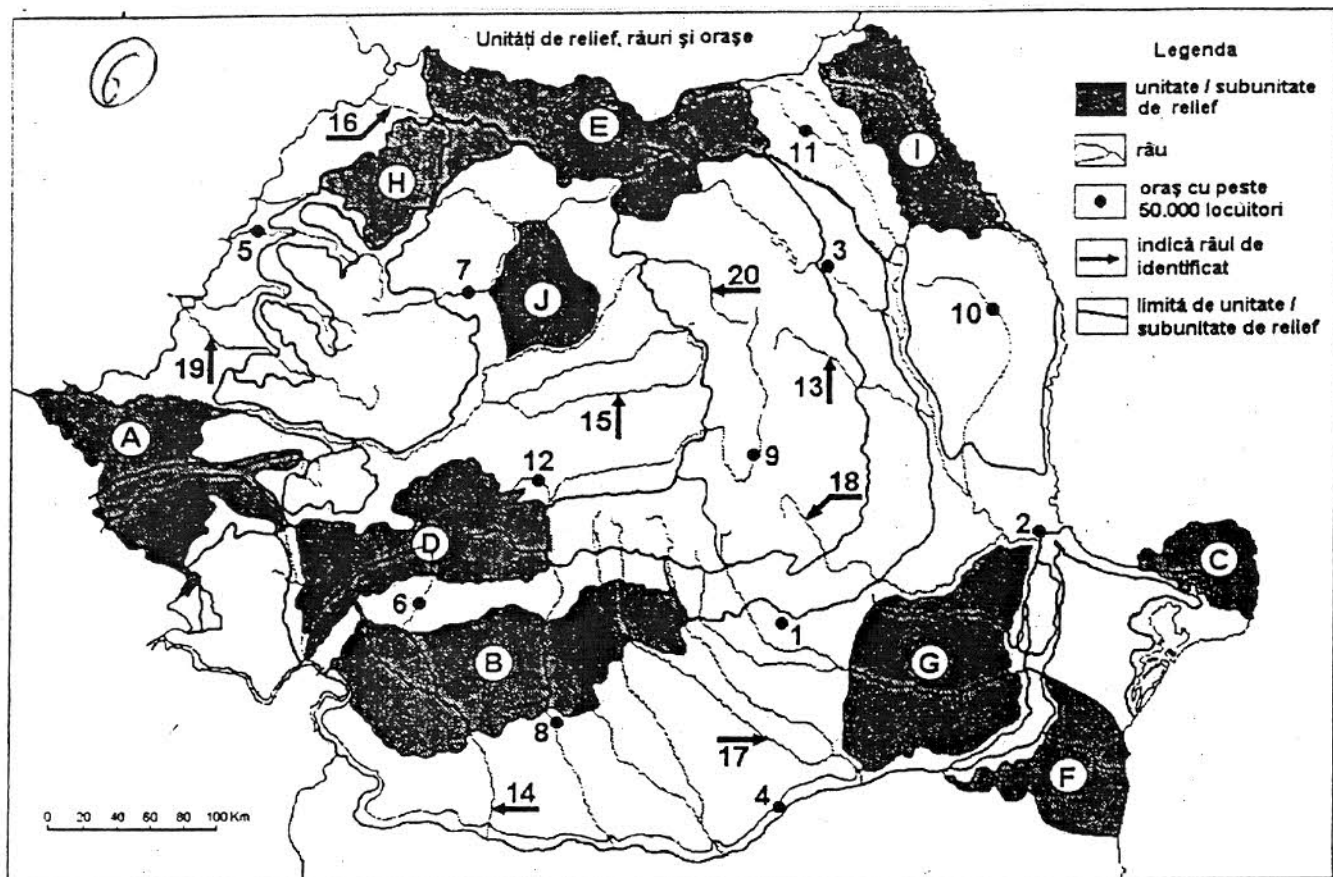 Unități de relief, râuri și orașe
Legenda
unitate / subunitate
de relief
râu
oraș cu peste
50.000 locuitori
indică râul de
identificat
limită de unitate /
subunitate de relief
16
E
11
I
H
5
7
3
20
J
10
19
13
A
15
12
9
18
2
D
C
6
1
B
G
8
17
F
14
4
0 20 40 60 80 100 Km